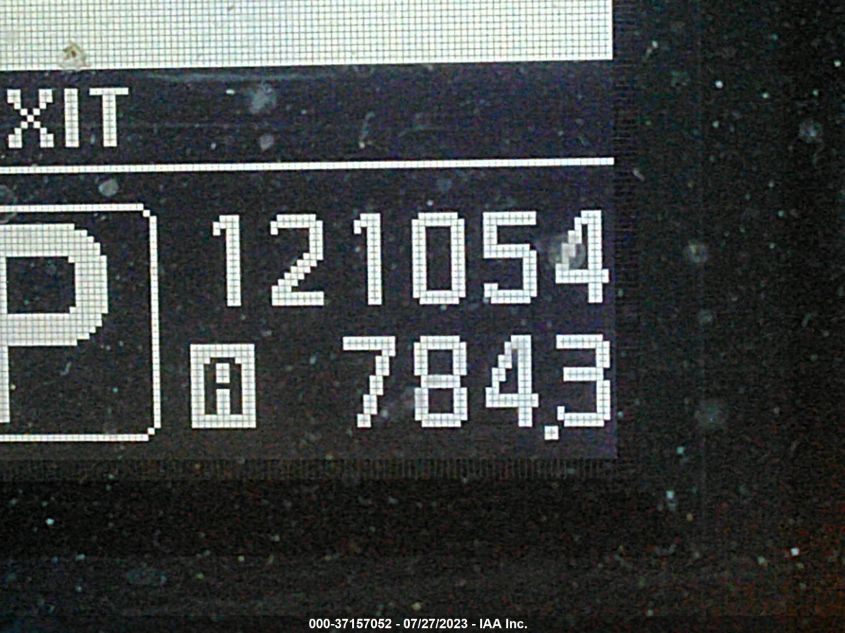 XIT
121054
P
A 784.3
000-37157052 - 07/27/2023 - IAA Inc.